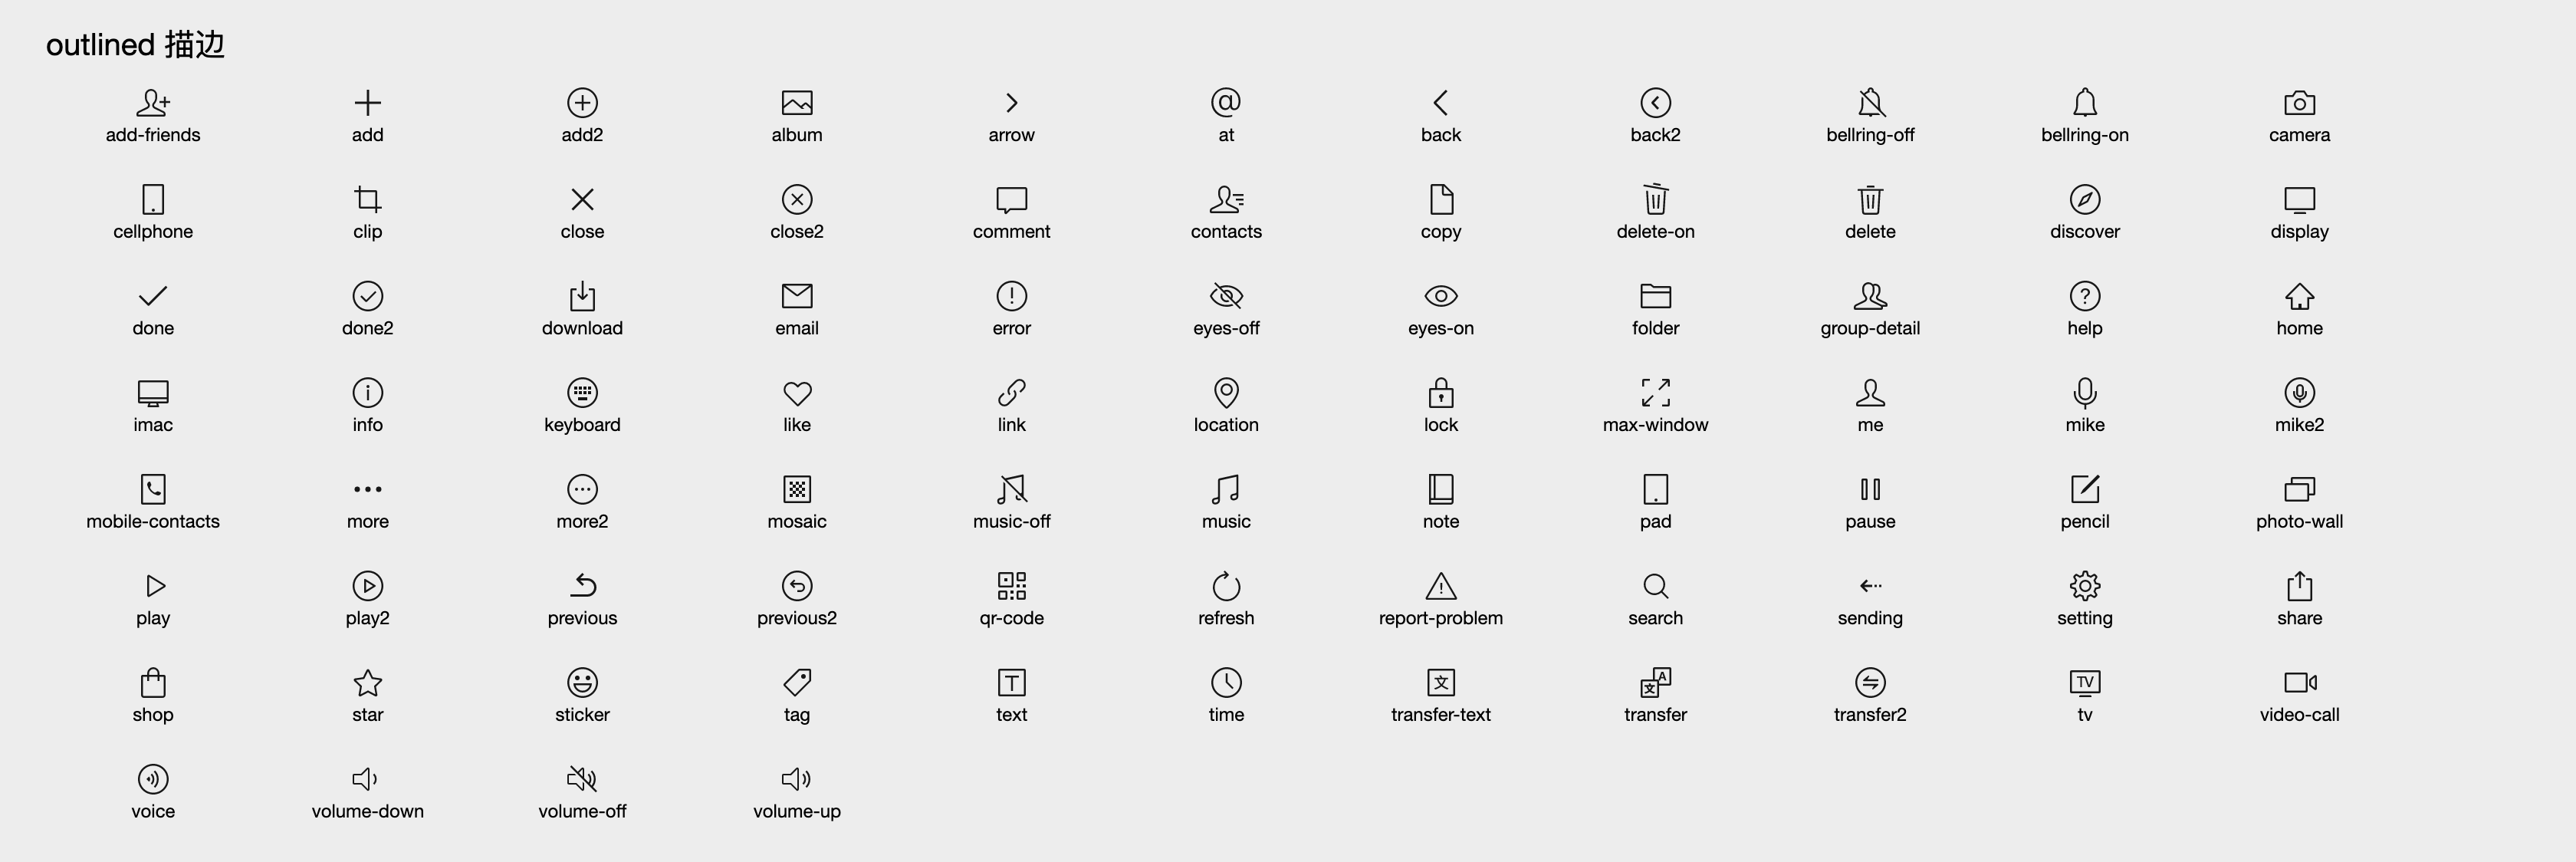 outlined 描边
add-friends add add2 album arrow at back back2 bellring-off bellring-on camera
cellphone clip close close2 comment contacts copy delete-on delete discover display
done done2 download email error eyes-off eyes-on folder group-detail help home
imac info keyboard like link location lock max-window me mike mike2
mobile-contacts more more2 mosaic music-off music note pad pause pencil photo-wall
play play2 previous previous2 qr-code refresh report-problem search sending setting share
T 文 文 A TV
shop star sticker tag text time transfer-text transfer transfer2 tv video-call
voice volume-down volume-off volume-up